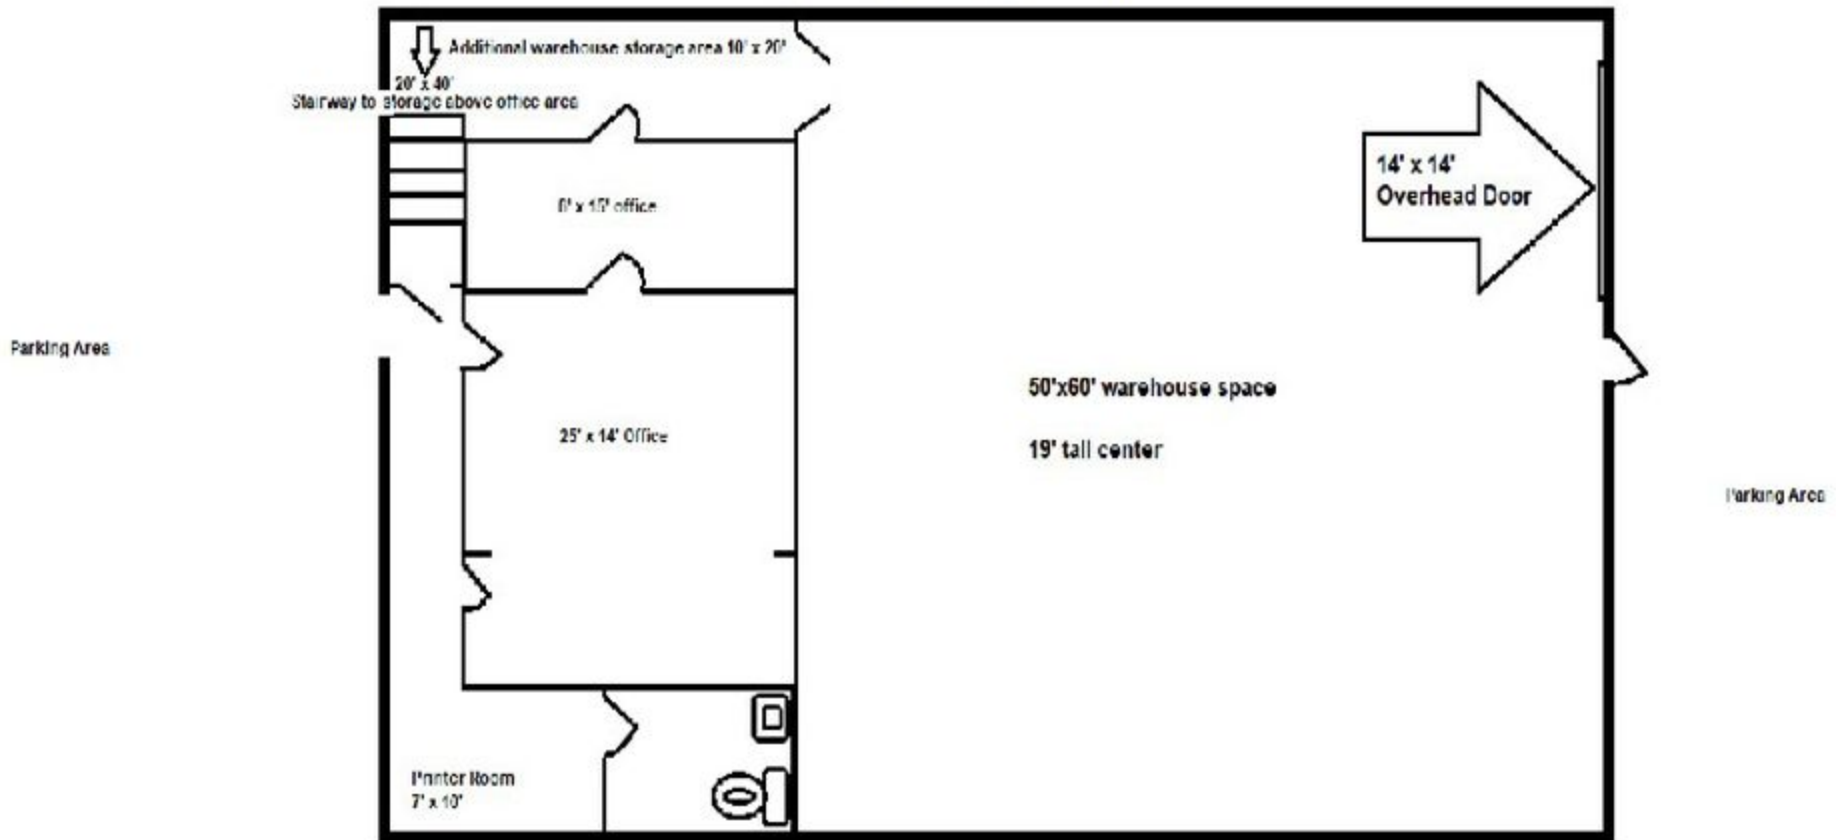 Additional warehouse storage area 10' x 20'
20' x 40'
Stairway to storage above office area
14' x 14'
Overhead Door
x 15' office
Parking Area
50'x60' warehouse space
25' x 14' Office
19' tall center
Parking Area
Printer Room
7' x 10'